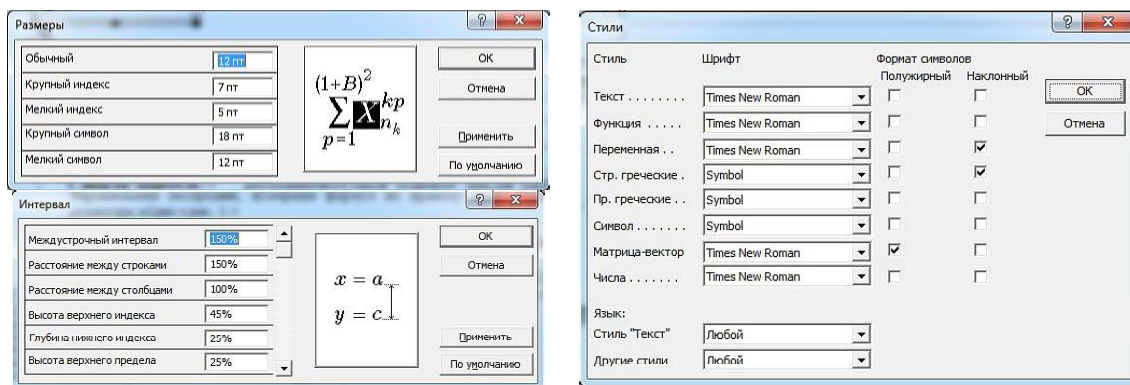 Размеры
Обычный 12 пт
Крупный индекс 7 пт
Мелкий индекс 5 пт
Крупный символ 18 пт
Мелкий символ 12 пт
(1+B)²
∑ X kp n k
p=1
OK
Отмена
Применить
По умолчанию
Интервал
Междустрочный интервал 150%
Расстояние между строками 150%
Расстояние между столбцами 100%
Высота верхнего индекса 45%
Глубина нижнего индекса 25%
Высота верхнего предела 25%
x = a
y = c
OK
Отмена
Применить
По умолчанию
Стили
Стиль Шрифт Формат символов
Полужирный Наклонный
Текст . . . . . . . . Times New Roman
Функция . . . . . Times New Roman
Переменная . . Times New Roman
Стр. греческие . Symbol
Пр. греческие . . Symbol
Символ . . . . . . . Symbol
Матрица-вектор Times New Roman
Числа . . . . . . . Times New Roman
Язык:
Стиль "Текст" Любой
Другие стили Любой
OK
Отмена